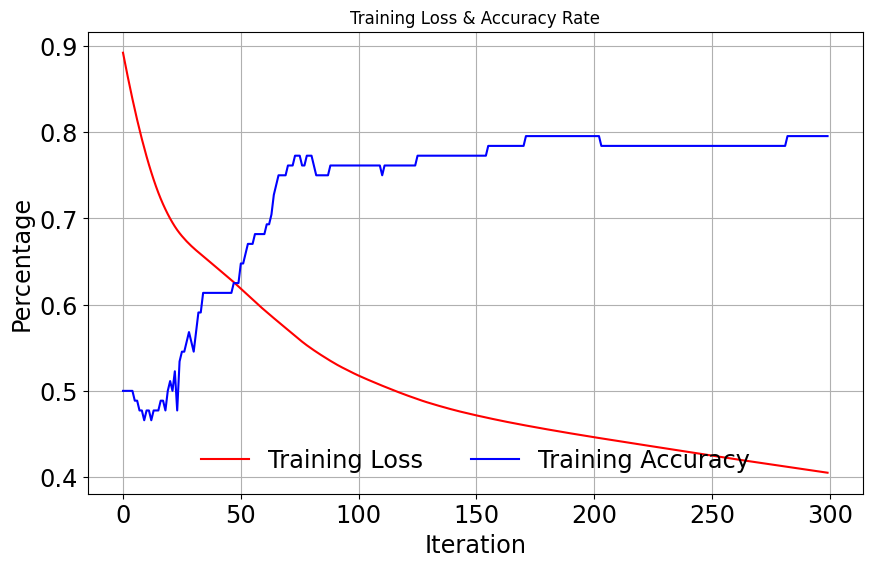 Training Loss & Accuracy Rate
0.9
0.8
0.7
0.6
0.5
0.4
Percentage
Training Loss Training Accuracy
0 50 100 150 200 250 300
Iteration